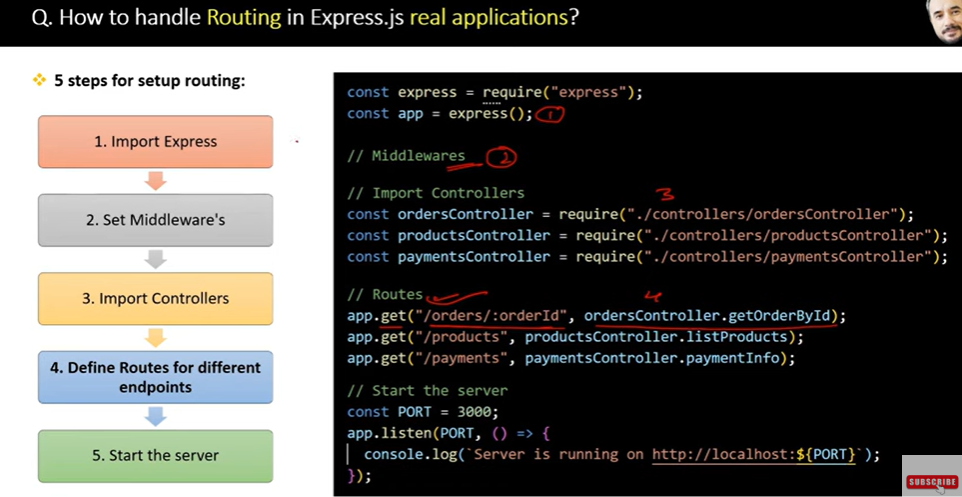 Q. How to handle Routing in Express.js real applications?
5 steps for setup routing:
1. Import Express
2. Set Middleware's
3. Import Controllers
4. Define Routes for different
endpoints
5. Start the server
const express = require("express");
const app = express(); 1
// Middlewares 2
// Import Controllers
3
const ordersController = require("./controllers/ordersController");
const productsController = require("./controllers/productsController");
const paymentsController = require("./controllers/paymentsController");
// Routes
4
app.get("/orders/:orderId", ordersController.getOrderById);
app.get("/products", productsController.listProducts);
app.get("/payments", paymentsController.paymentInfo);
// Start the server
const PORT = 3000;
app.listen(PORT, () => {
console.log(`Server is running on http://localhost:${PORT}`);
});
SUBSCRIBE